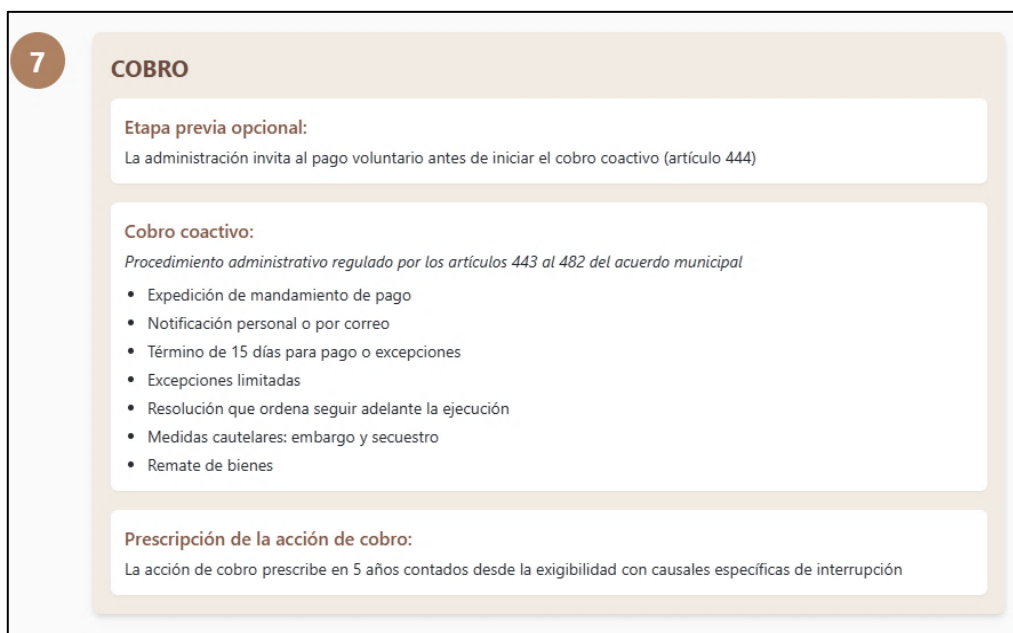 7
COBRO
Etapa previa opcional:
La administración invita al pago voluntario antes de iniciar el cobro coactivo (artículo 444)
Cobro coactivo:
Procedimiento administrativo regulado por los artículos 443 al 482 del acuerdo municipal
• Expedición de mandamiento de pago
• Notificación personal o por correo
• Término de 15 días para pago o excepciones
• Excepciones limitadas
• Resolución que ordena seguir adelante la ejecución
• Medidas cautelares: embargo y secuestro
• Remate de bienes
Prescripción de la acción de cobro:
La acción de cobro prescribe en 5 años contados desde la exigibilidad con causales específicas de interrupción